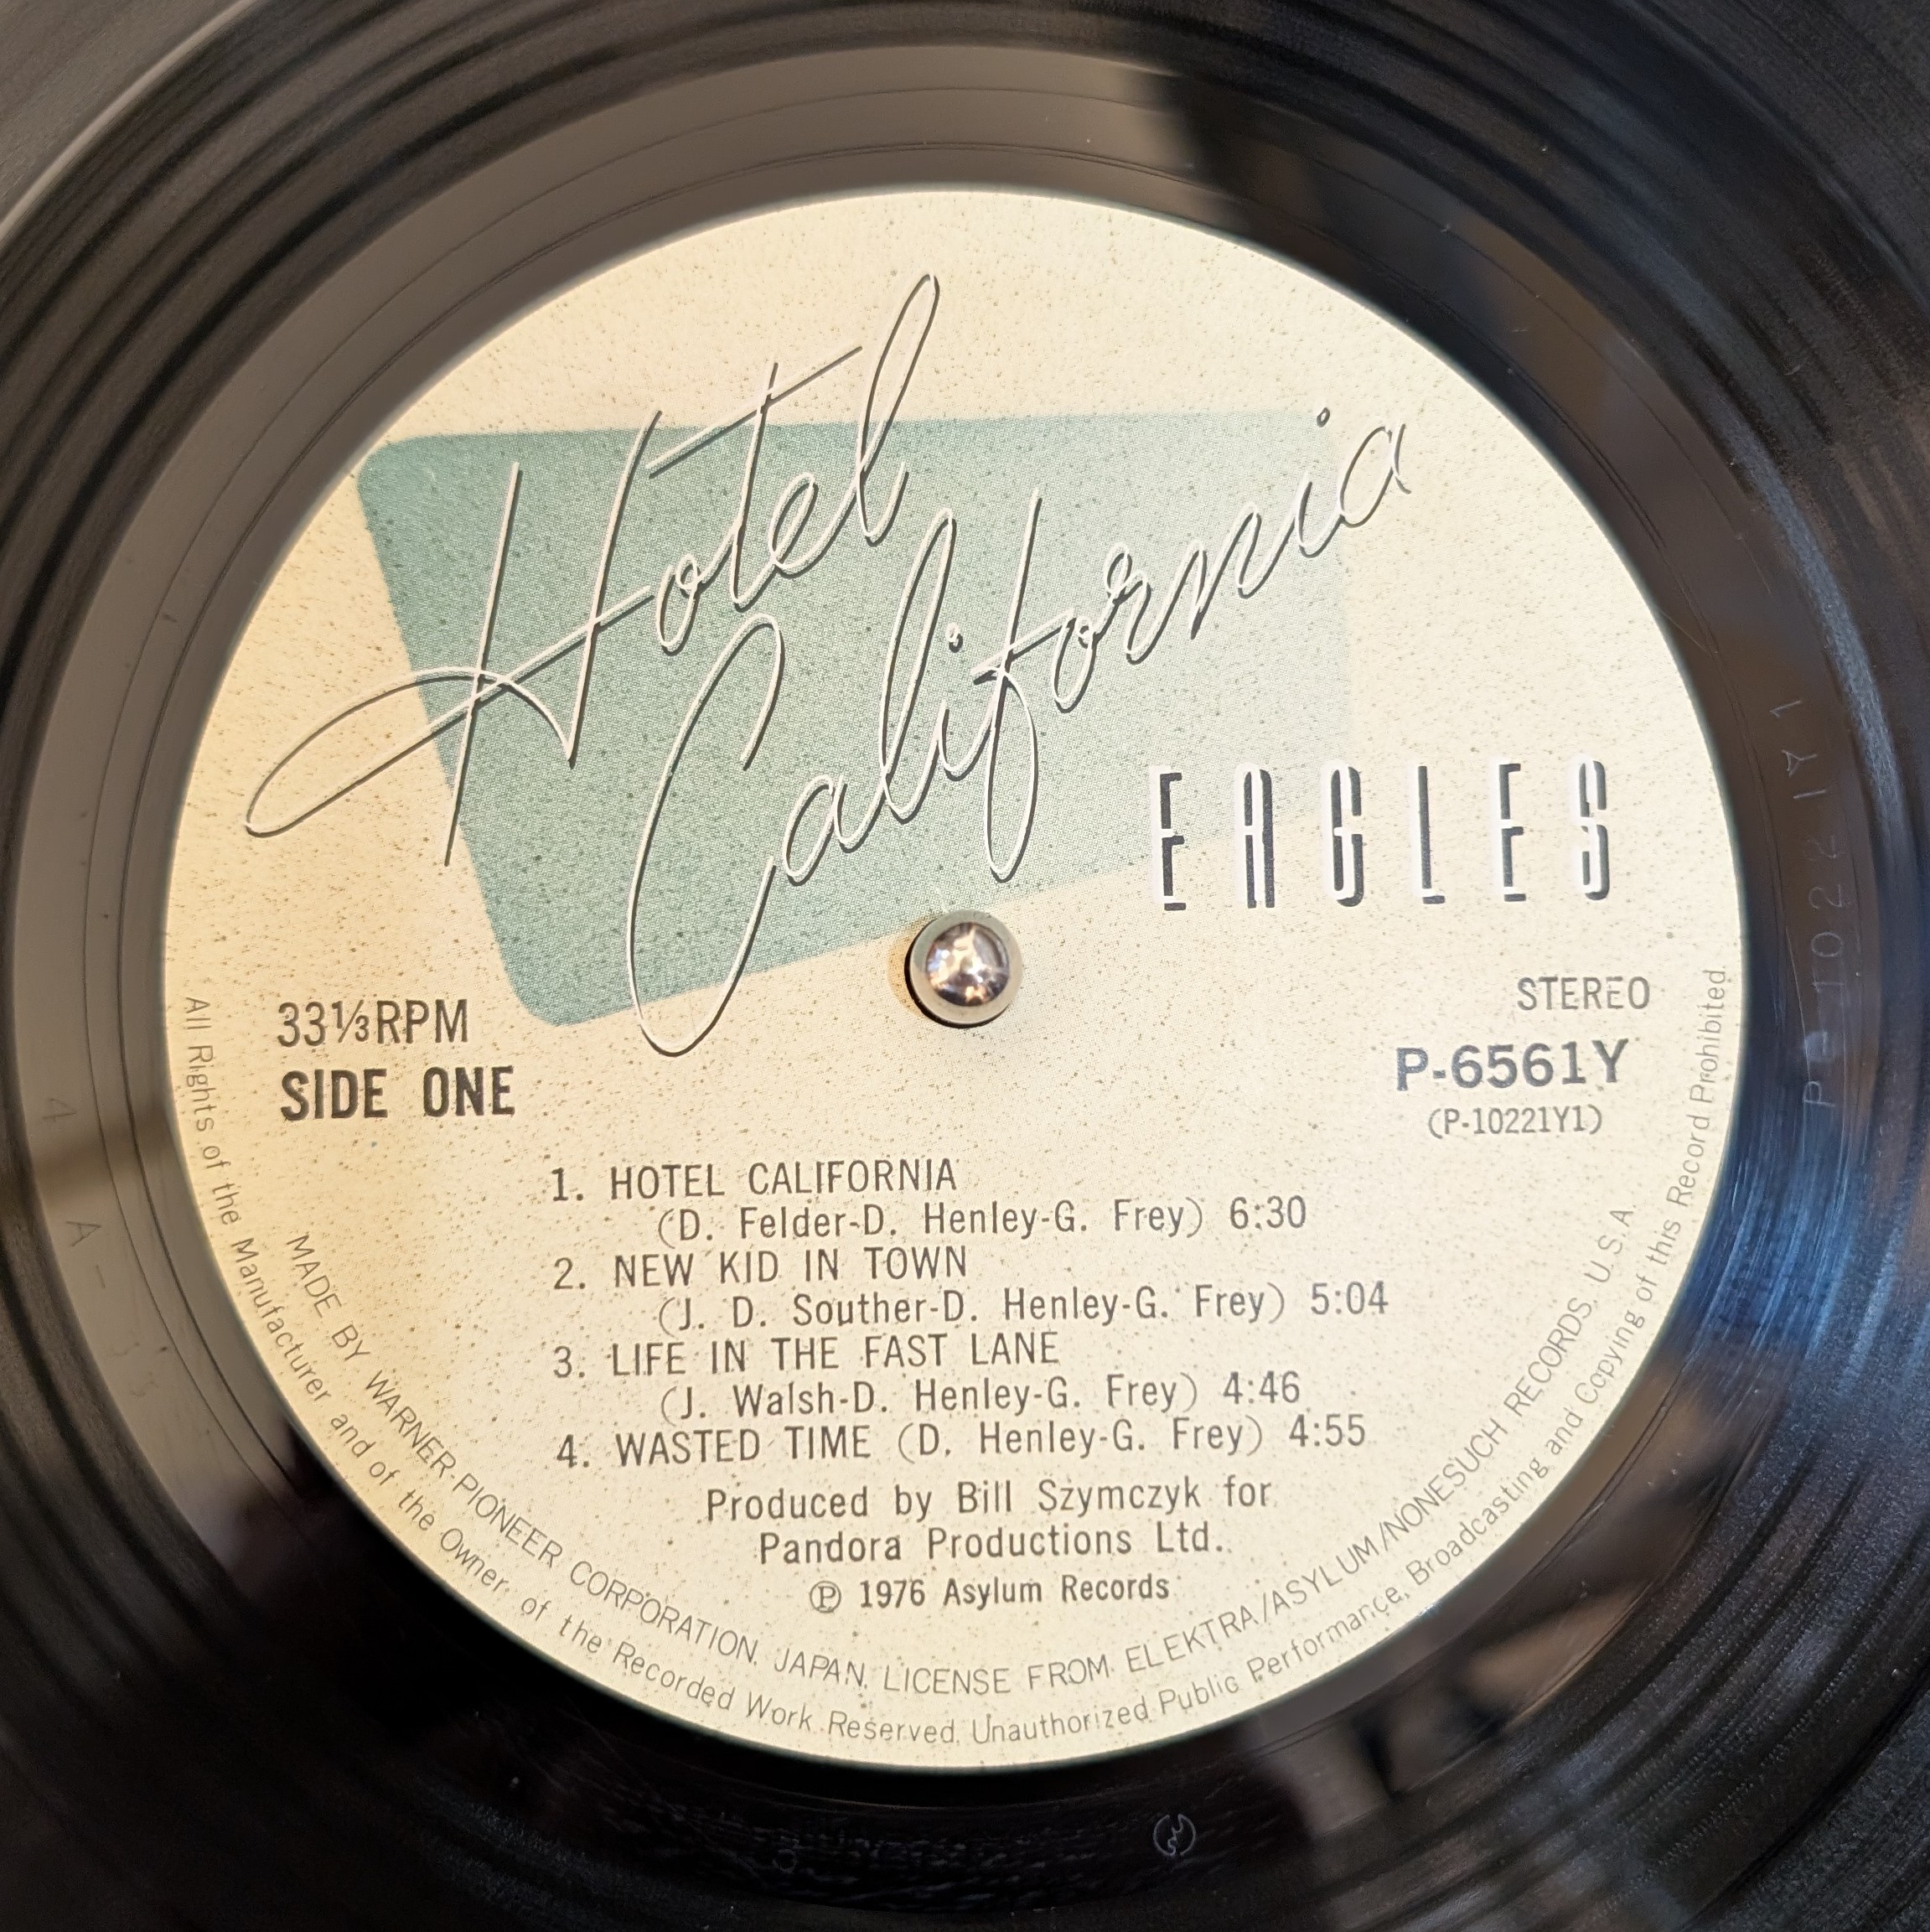 Hotel
California
EAGLES
33⅓RPM
SIDE ONE
STEREO
P-6561Y
(P-10221Y1)
1. HOTEL CALIFORNIA
(D. Felder-D. Henley-G. Frey) 6:30
2. NEW KID IN TOWN
(J. D. Souther-D. Henley-G. Frey) 5:04
3. LIFE IN THE FAST LANE
(J. Walsh-D. Henley-G. Frey) 4:46
4. WASTED TIME (D. Henley-G. Frey) 4:55
Produced by Bill Szymczyk for
Pandora Productions Ltd.
Ⓟ 1976 Asylum Records
MADE BY WARNER-PIONEER CORPORATION. JAPAN. LICENSE FROM ELEKTRA/ASYLUM/NONESUCH RECORDS. U.S.A.
All Rights of the Manufacturer and of the Owner of the Recorded Work Reserved. Unauthorized Public Performance, Broadcasting and Copying of this Record Prohibited.